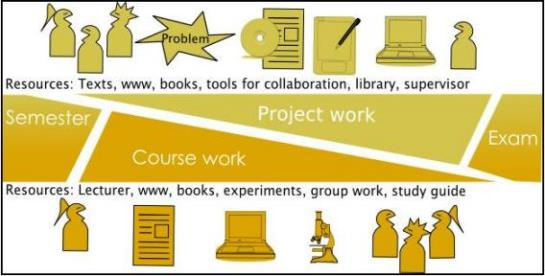 Problem
Resources: Texts, www, books, tools for collaboration, library, supervisor
Semester
Project work
Exam
Course work
Resources: Lecturer, www, books, experiments, group work, study guide